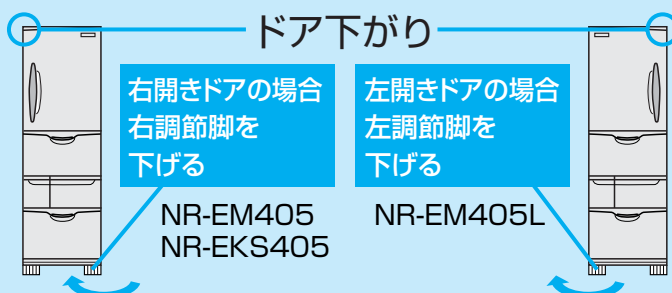 ドア下がり
右開きドアの場合
右調節脚を
下げる
NR-EM405
NR-EKS405
左開きドアの場合
左調節脚を
下げる
NR-EM405L